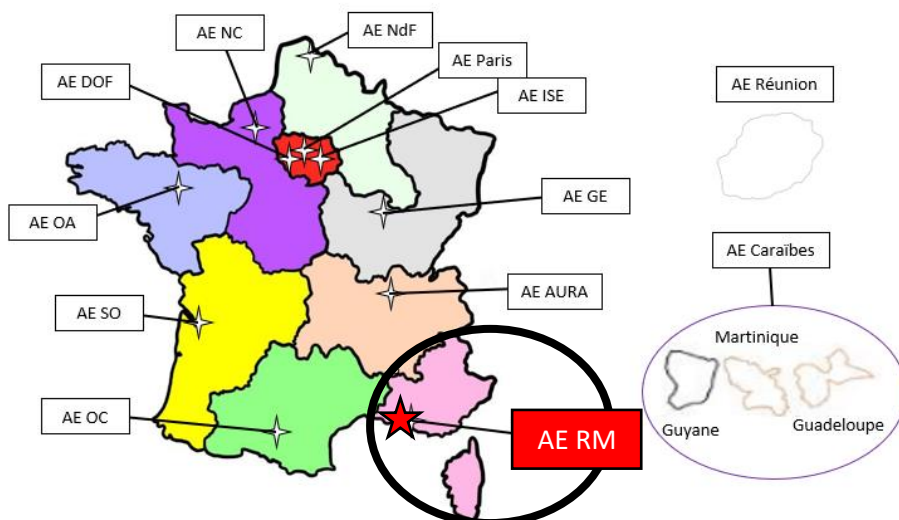 AE NC
AE NdF
AE Paris
AE DOF
AE ISE
AE Réunion
AE OA
AE GE
AE Caraïbes
AE AURA
AE SO
Martinique
AE OC
AE RM
Guyane
Guadeloupe